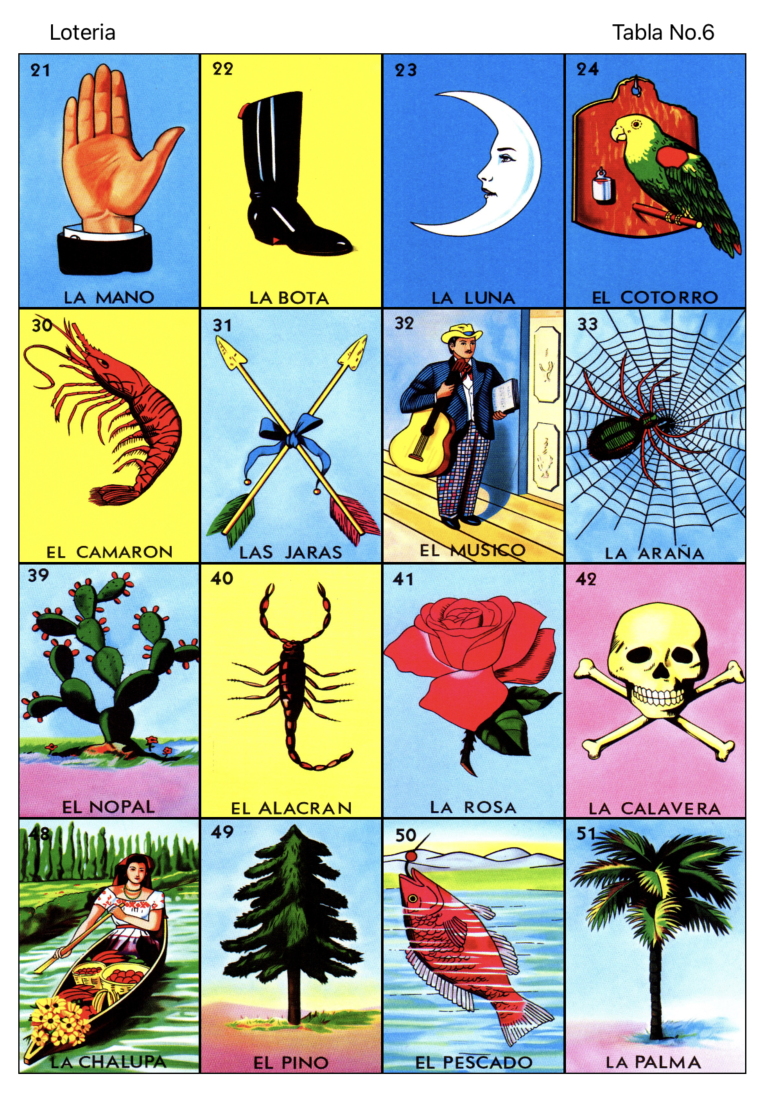 Loteria Tabla No.6
21 22 23 24
LA MANO LA BOTA LA LUNA EL COTORRO
30 31 32 33
EL CAMARON LAS JARAS EL MUSICO LA ARAÑA
39 40 41 42
EL NOPAL EL ALACRAN LA ROSA LA CALAVERA
48 49 50 51
LA CHALUPA EL PINO EL PESCADO LA PALMA